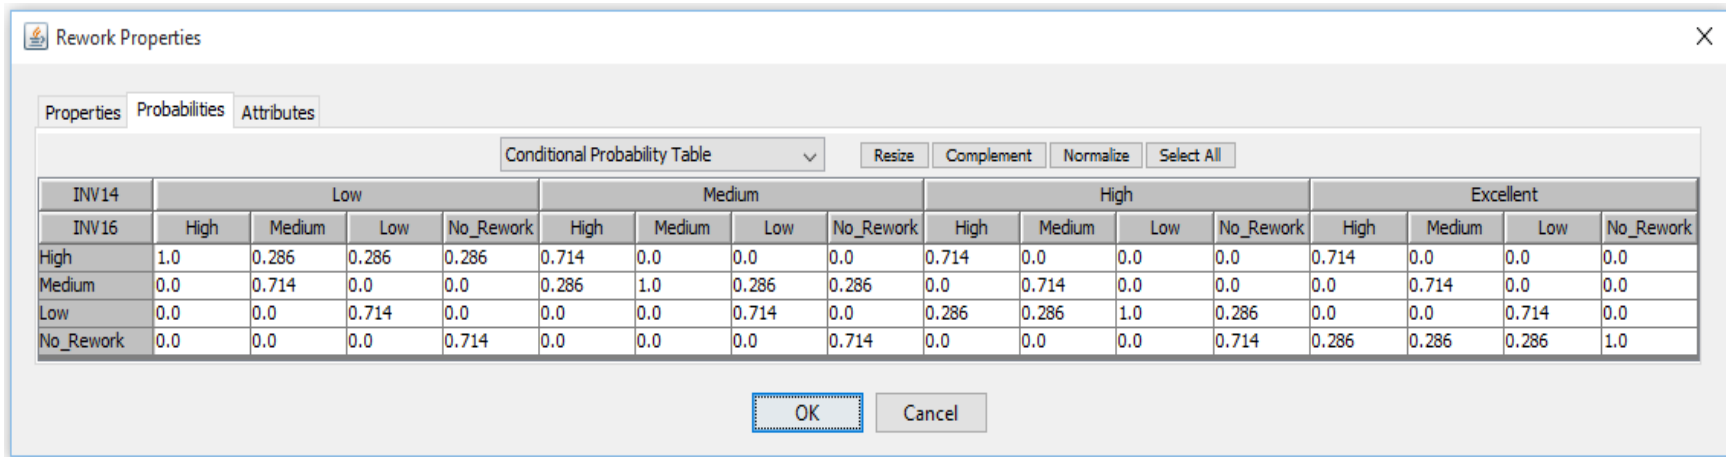 Rework Properties
Properties Probabilities Attributes
Conditional Probability Table Resize Complement Normalize Select All
INV14 Low Medium High Excellent
INV16 High Medium Low No_Rework High Medium Low No_Rework High Medium Low No_Rework High Medium Low No_Rework
High 1.0 0.286 0.286 0.286 0.714 0.0 0.0 0.0 0.714 0.0 0.0 0.0 0.714 0.0 0.0 0.0
Medium 0.0 0.714 0.0 0.0 0.286 1.0 0.286 0.286 0.0 0.714 0.0 0.0 0.0 0.714 0.0 0.0
Low 0.0 0.0 0.714 0.0 0.0 0.0 0.714 0.0 0.286 0.286 1.0 0.286 0.0 0.0 0.714 0.0
No_Rework 0.0 0.0 0.0 0.714 0.0 0.0 0.0 0.714 0.0 0.0 0.0 0.714 0.286 0.286 0.286 1.0
OK Cancel